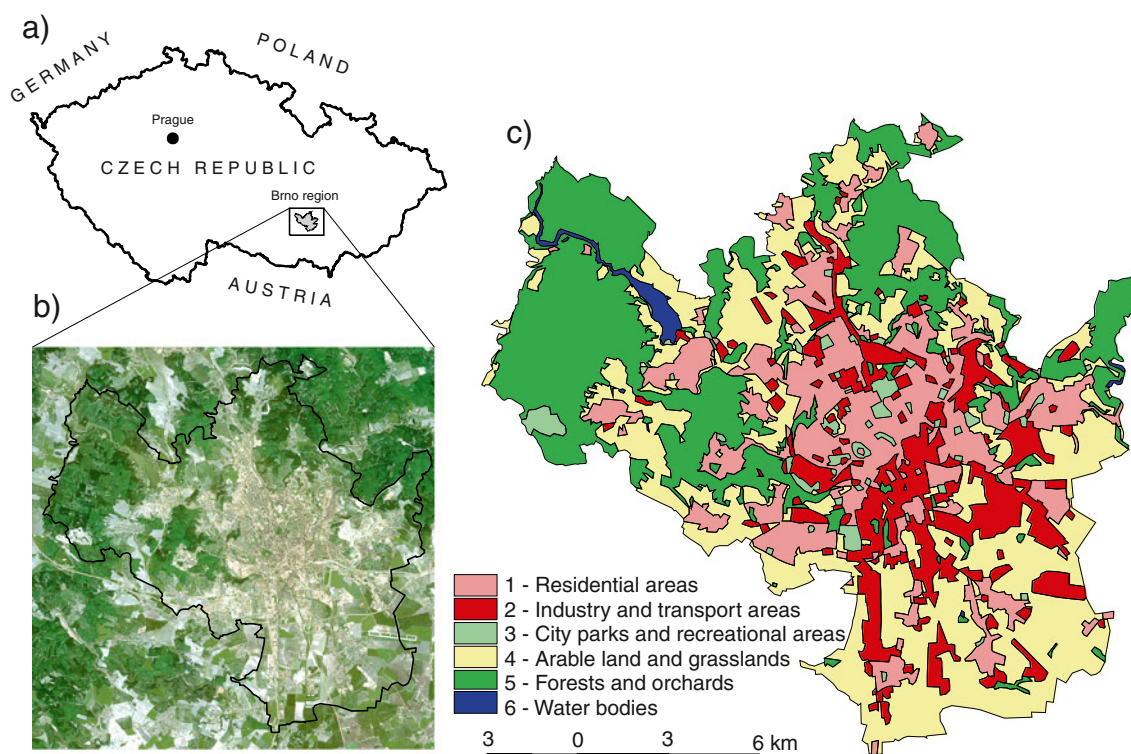 a)
GERMANY
POLAND
Prague
CZECH REPUBLIC
Brno region
AUSTRIA
b)
c)
1 - Residential areas
2 - Industry and transport areas
3 - City parks and recreational areas
4 - Arable land and grasslands
5 - Forests and orchards
6 - Water bodies
3 0 3 6 km